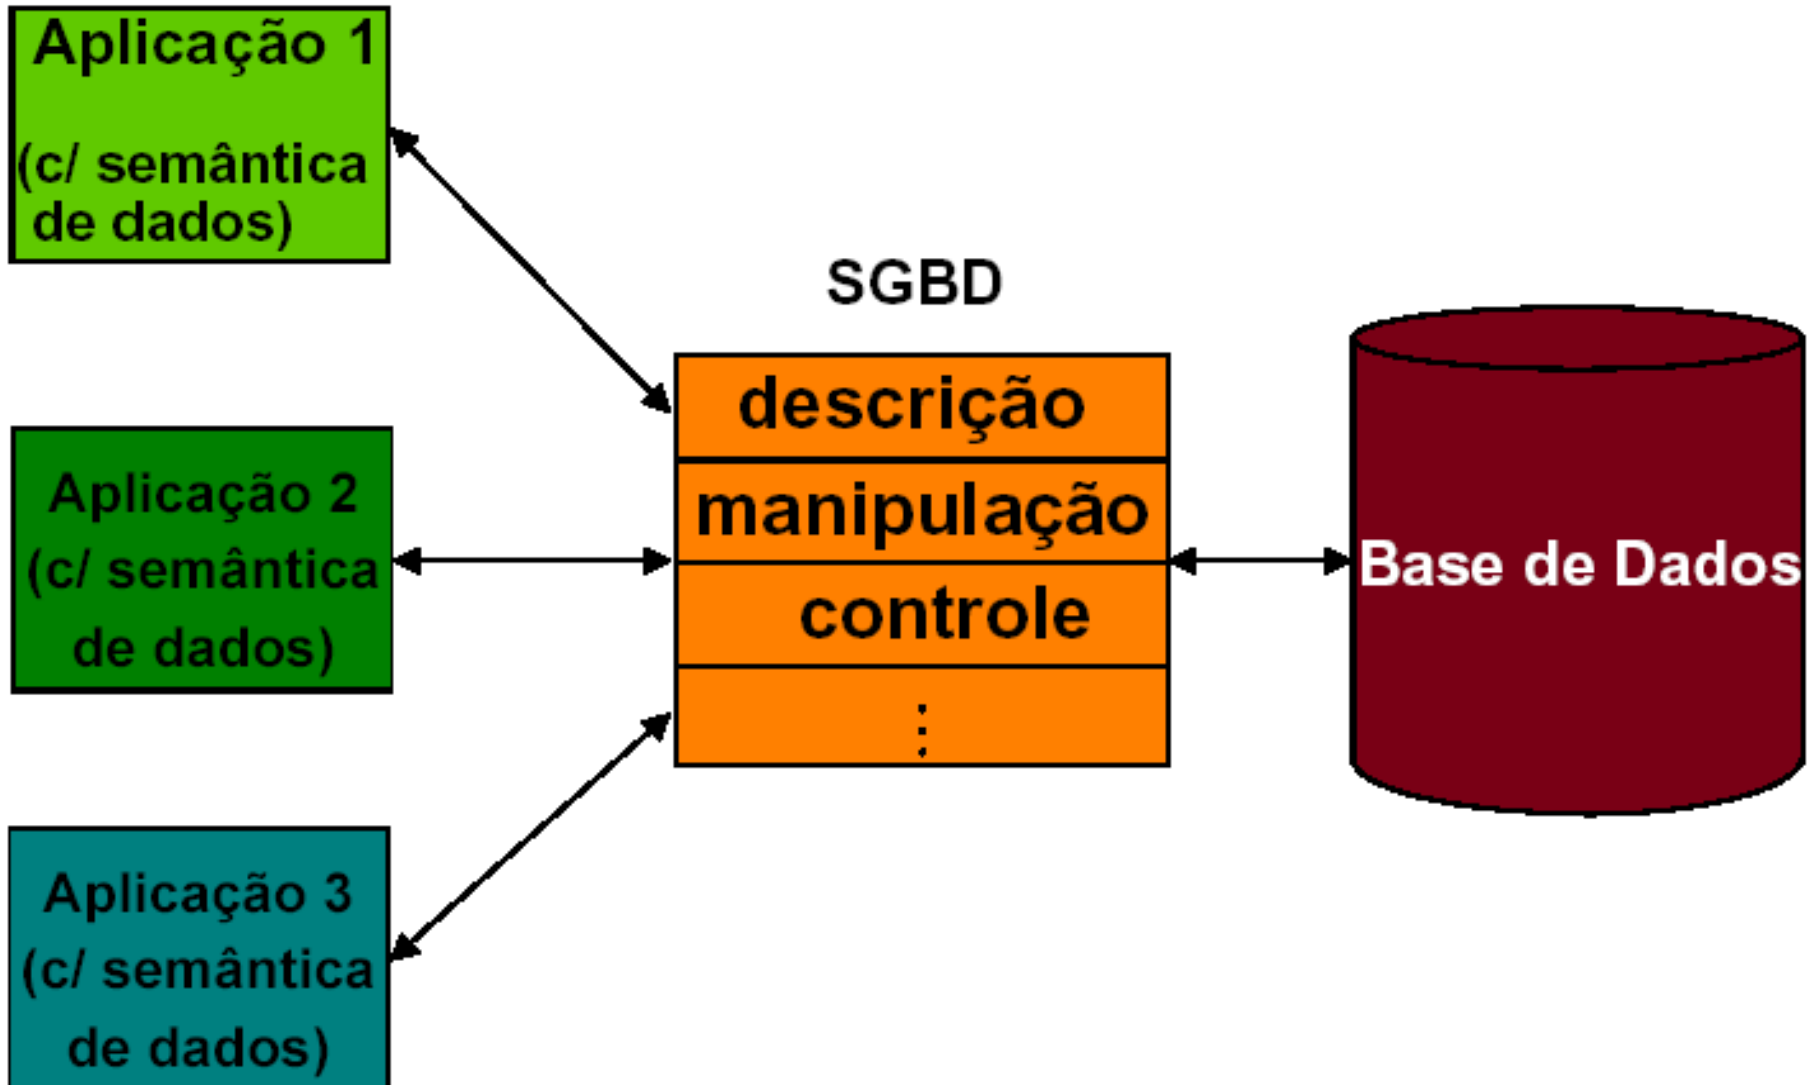 Aplicação 1
(c/ semântica
de dados)
Aplicação 2
(c/ semântica
de dados)
Aplicação 3
(c/ semântica
de dados)
SGBD
descrição
manipulação
controle
⋮
Base de Dados